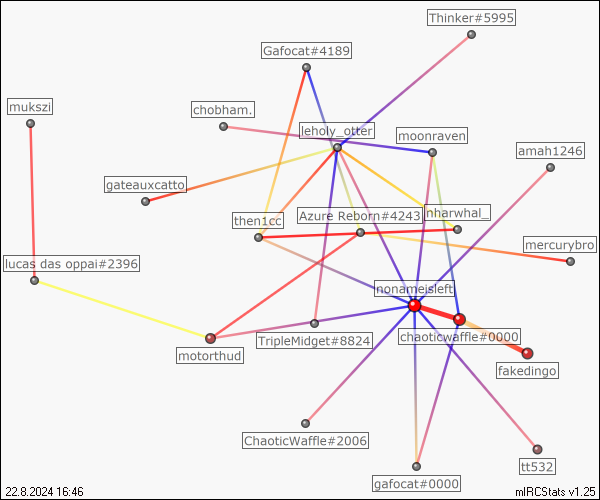 Thinker#5995
Gafocat#4189
mukszi
chobham.
leholy_otter
moonraven
amah1246
gateauxcatto
then1cc
Azure Reborn#4243
nharwhal_
mercurybro
lucas das oppai#2396
nonameisleft
TripleMidget#8824
chaoticwaffle#0000
motorthud
fakedingo
ChaoticWaffle#2006
tt532
gafocat#0000
22.8.2024 16:46
mIRCStats v1.25